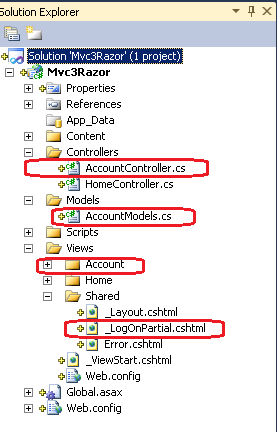 Solution Explorer
Solution 'Mvc3Razor' (1 project)
Mvc3Razor
Properties
References
App_Data
Content
Controllers
AccountController.cs
HomeController.cs
Models
AccountModels.cs
Scripts
Views
Account
Home
Shared
_Layout.cshtml
_LogOnPartial.cshtml
Error.cshtml
_ViewStart.cshtml
Web.config
Global.asax
Web.config